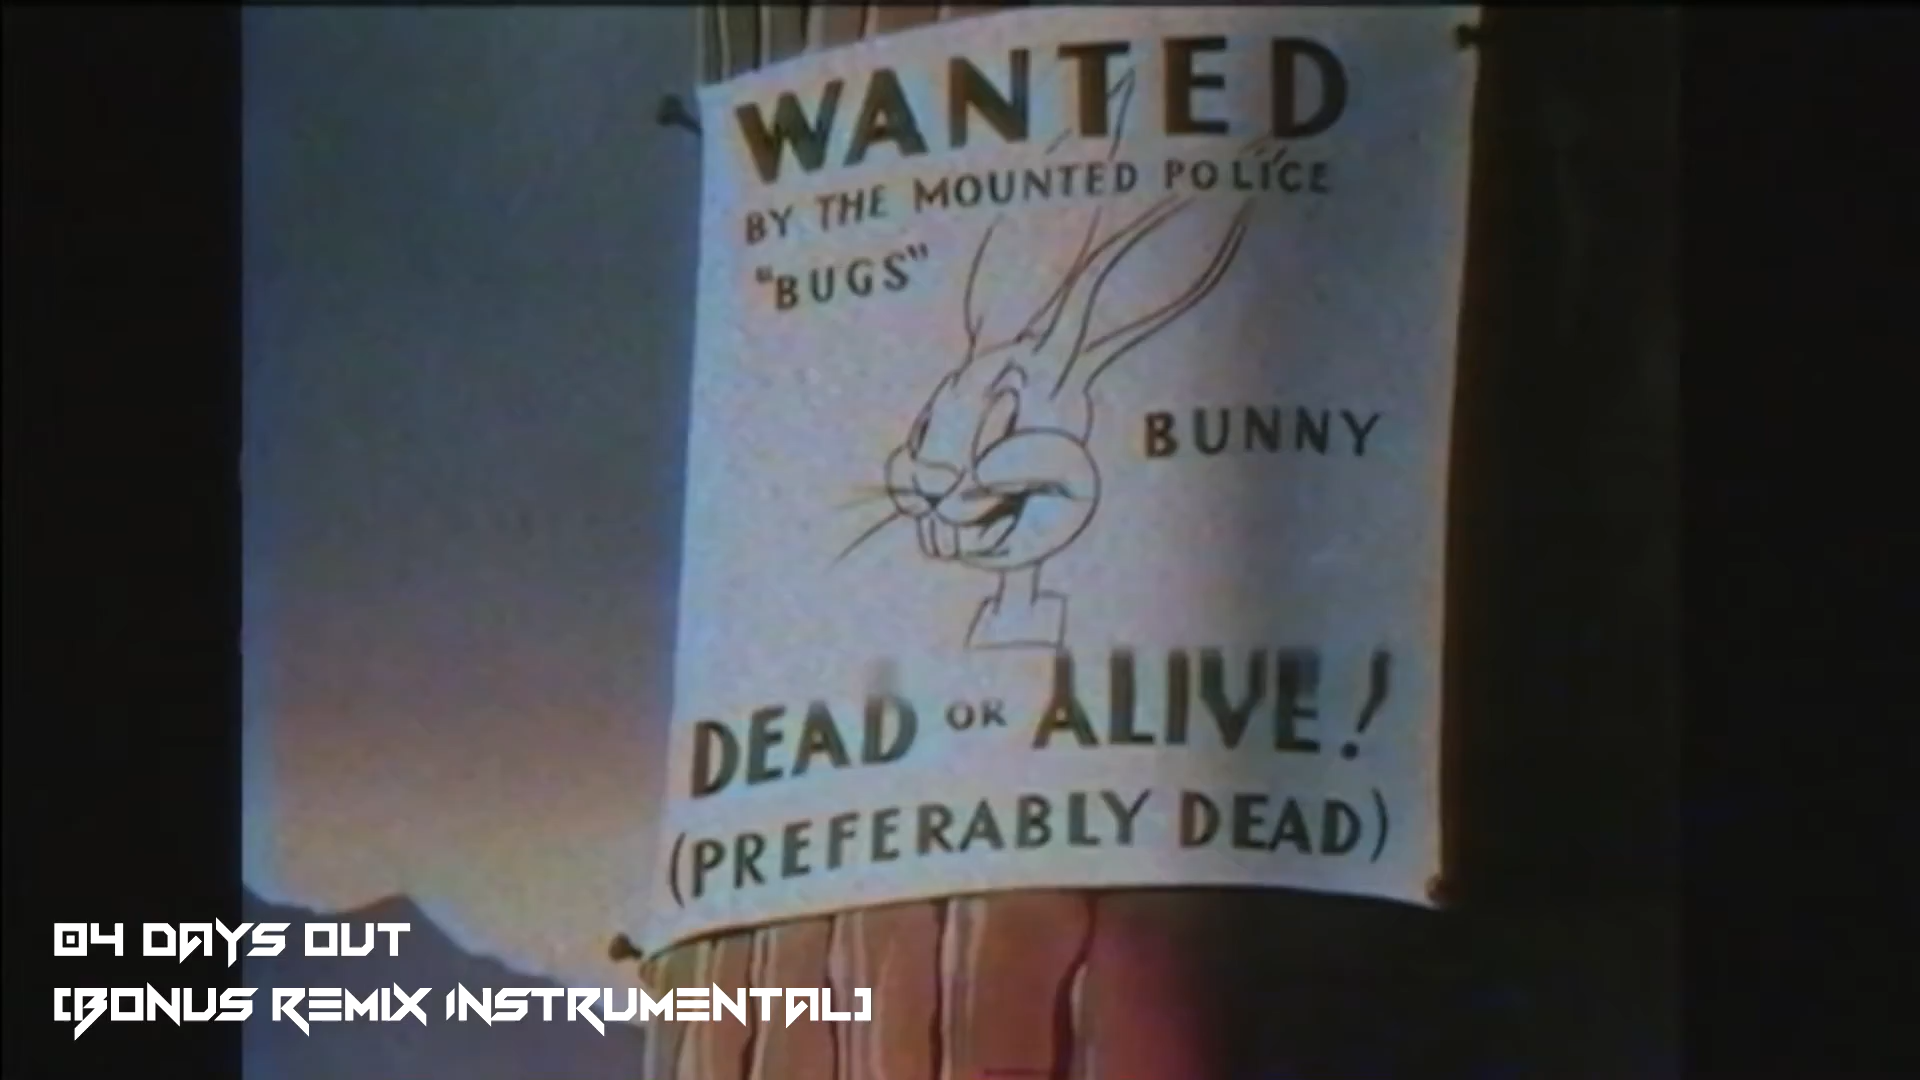 WANTED
BY THE MOUNTED POLICE
"BUGS"
BUNNY
DEAD OR ALIVE!
(PREFERABLY DEAD)
04 DAYS OUT
[BONUS REMIX INSTRUMENTAL]